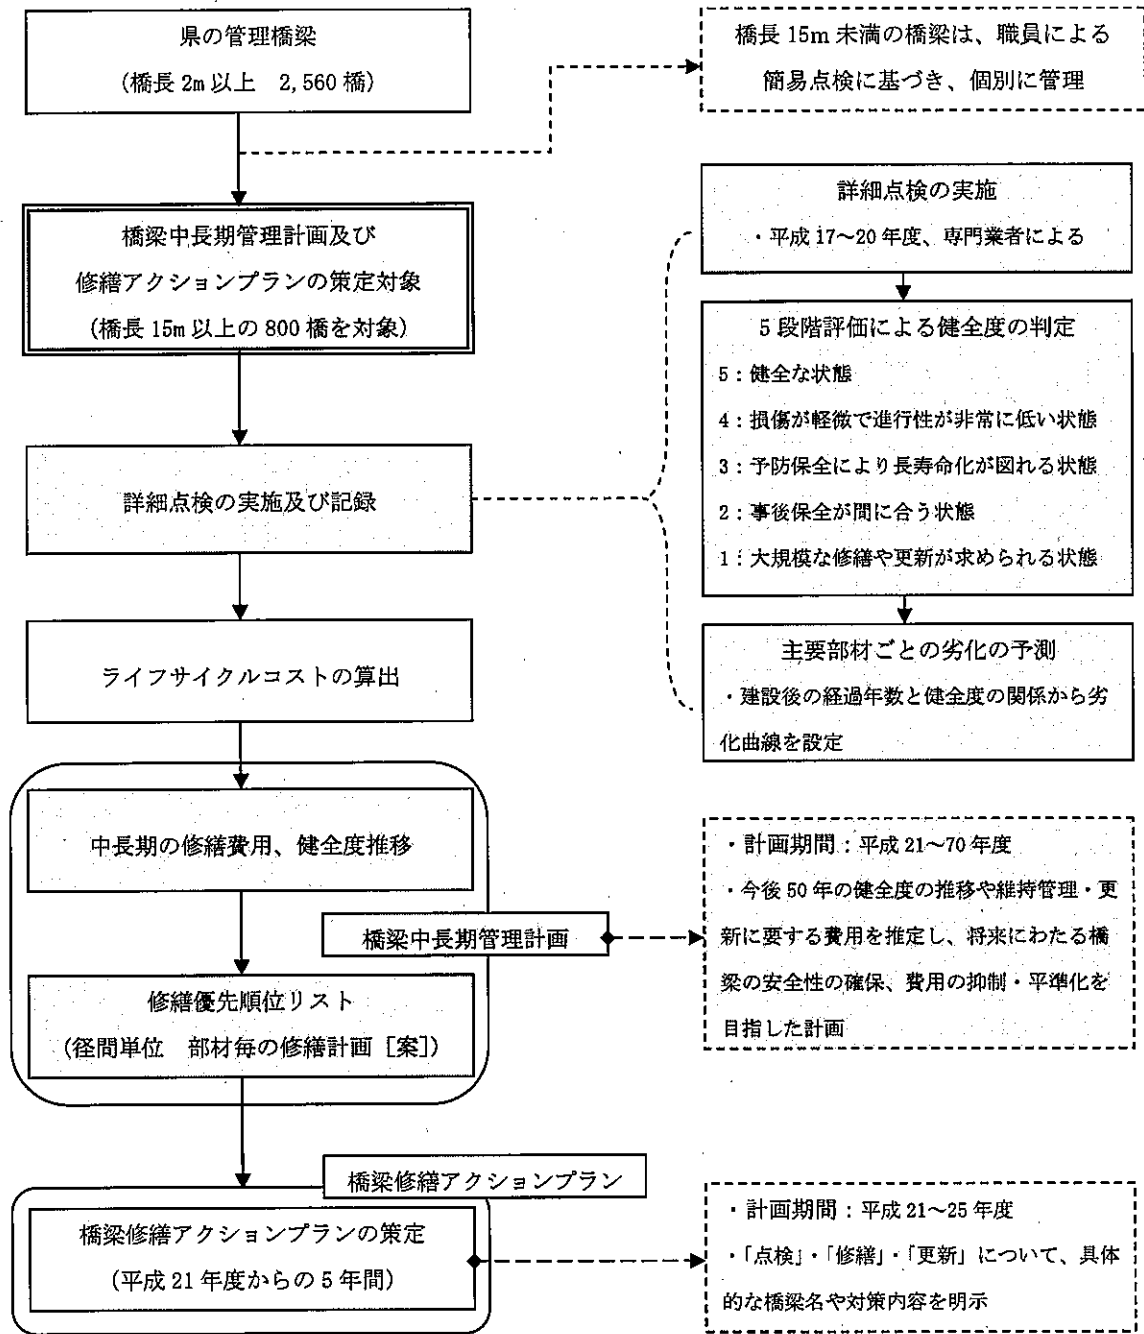 県の管理橋梁
(橋長 2m 以上　2,560 橋)
橋長 15m 未満の橋梁は、職員による
簡易点検に基づき、個別に管理
橋梁中長期管理計画及び
修繕アクションプランの策定対象
(橋長 15m 以上の 800 橋を対象)
詳細点検の実施
・平成 17～20 年度、専門業者による
5 段階評価による健全度の判定
5：健全な状態
4：損傷が軽微で進行性が非常に低い状態
3：予防保全により長寿命化が図れる状態
2：事後保全が間に合う状態
1：大規模な修繕や更新が求められる状態
詳細点検の実施及び記録
主要部材ごとの劣化の予測
・建設後の経過年数と健全度の関係から劣
化曲線を設定
ライフサイクルコストの算出
中長期の修繕費用、健全度推移
橋梁中長期管理計画
修繕優先順位リスト
(径間単位　部材毎の修繕計画［案］)
・計画期間：平成 21～70 年度
・今後 50 年の健全度の推移や維持管理・更
新に要する費用を推定し、将来にわたる橋
梁の安全性の確保、費用の抑制・平準化を
目指した計画
橋梁修繕アクションプラン
橋梁修繕アクションプランの策定
(平成 21 年度からの 5 年間)
・計画期間：平成 21～25 年度
・「点検」・「修繕」・「更新」について、具体
的な橋梁名や対策内容を明示